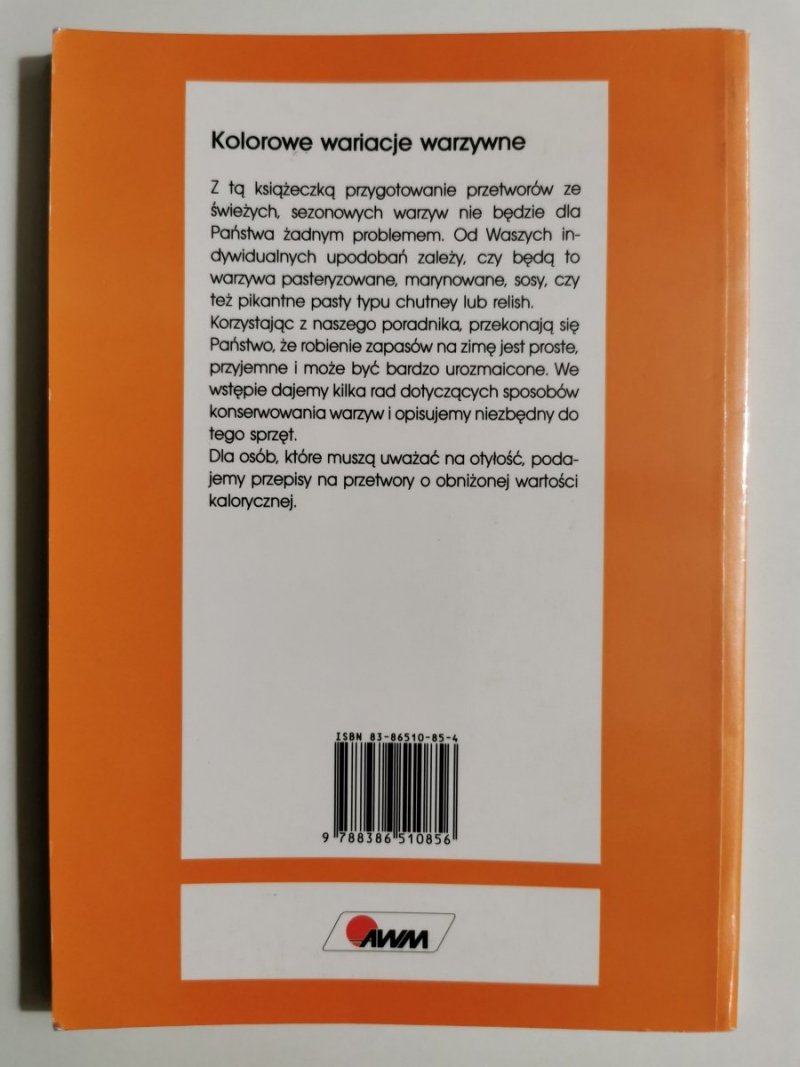 Kolorowe wariacje warzywne
Z tą książeczką przygotowanie przetworów ze
świeżych, sezonowych warzyw nie będzie dla
Państwa żadnym problemem. Od Waszych in-
dywidualnych upodobań zależy, czy będą to
warzywa pasteryzowane, marynowane, sosy, czy
też pikantne pasty typu chutney lub relish.
Korzystając z naszego poradnika, przekonają się
Państwo, że robienie zapasów na zimę jest proste,
przyjemne i może być bardzo urozmaicone. We
wstępie dajemy kilka rad dotyczących sposobów
konserwowania warzyw i opisujemy niezbędny do
tego sprzęt.
Dla osób, które muszą uważać na otyłość, poda-
jemy przepisy na przetwory o obniżonej wartości
kalorycznej.
ISBN 83-86510-85-4
9 788386 510856
AWM